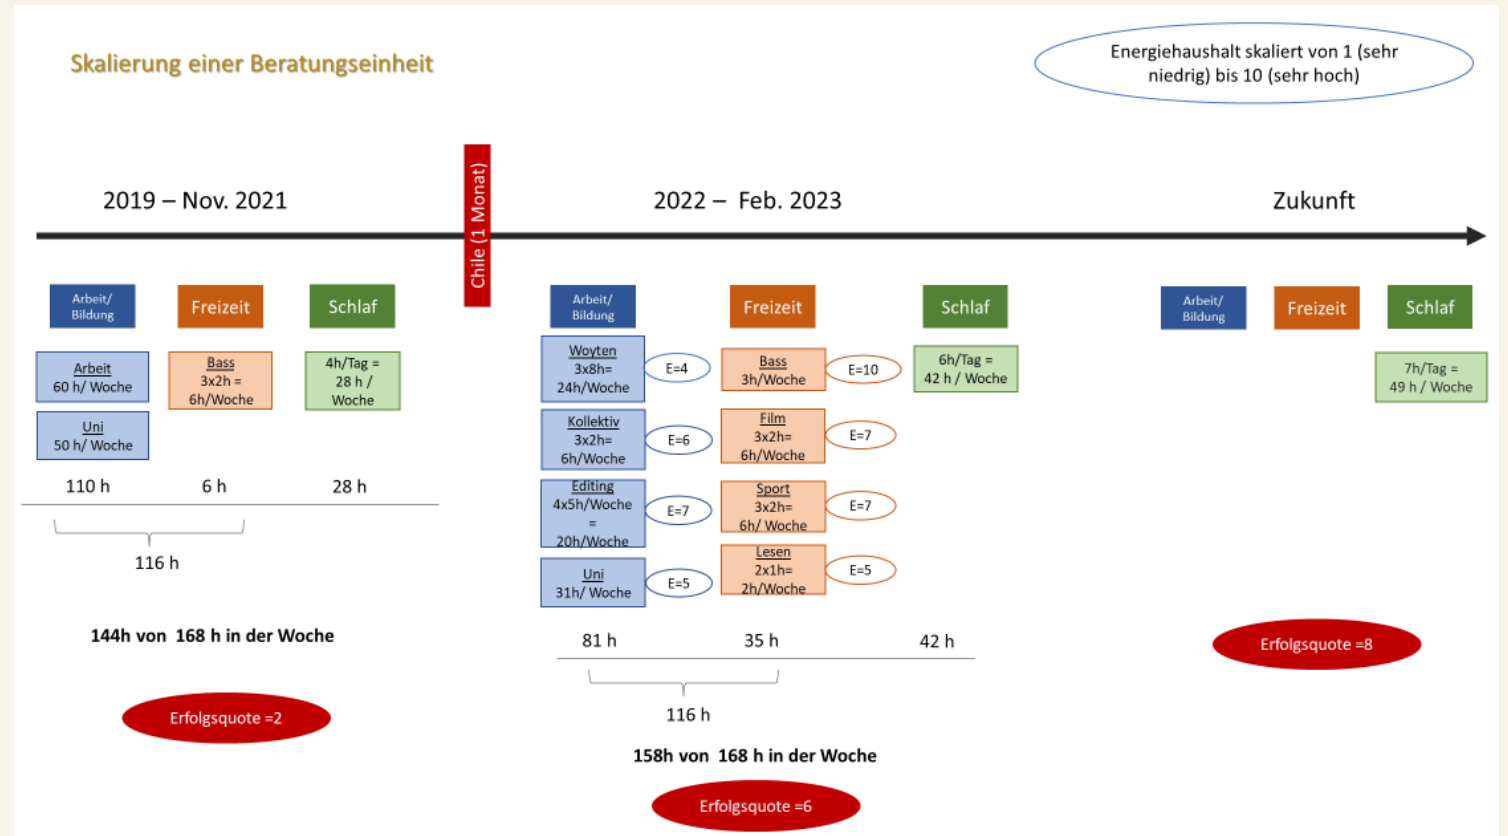 Skalierung einer Beratungseinheit
Energiehaushalt skaliert von 1 (sehr
niedrig) bis 10 (sehr hoch)
2019 – Nov. 2021
Chile (1 Monat)
2022 – Feb. 2023
Zukunft
Arbeit/
Bildung
Freizeit
Schlaf
Arbeit
60 h/ Woche
Uni
50 h/ Woche
Bass
3x2h =
6h/Woche
4h/Tag =
28 h /
Woche
110 h
6 h
28 h
116 h
144h von 168 h in der Woche
Erfolgsquote =2
Arbeit/
Bildung
Freizeit
Schlaf
Woyten
3x8h=
24h/Woche
E=4
Kollektiv
3x2h=
6h/Woche
E=6
Editing
4x5h/Woche
=
20h/Woche
E=7
Uni
31h/ Woche
E=5
Bass
3h/Woche
E=10
Film
3x2h=
6h/Woche
E=7
Sport
3x2h=
6h/ Woche
E=7
Lesen
2x1h=
2h/Woche
E=5
6h/Tag =
42 h / Woche
81 h
35 h
42 h
116 h
158h von 168 h in der Woche
Erfolgsquote =6
Arbeit/
Bildung
Freizeit
Schlaf
7h/Tag =
49 h / Woche
Erfolgsquote =8